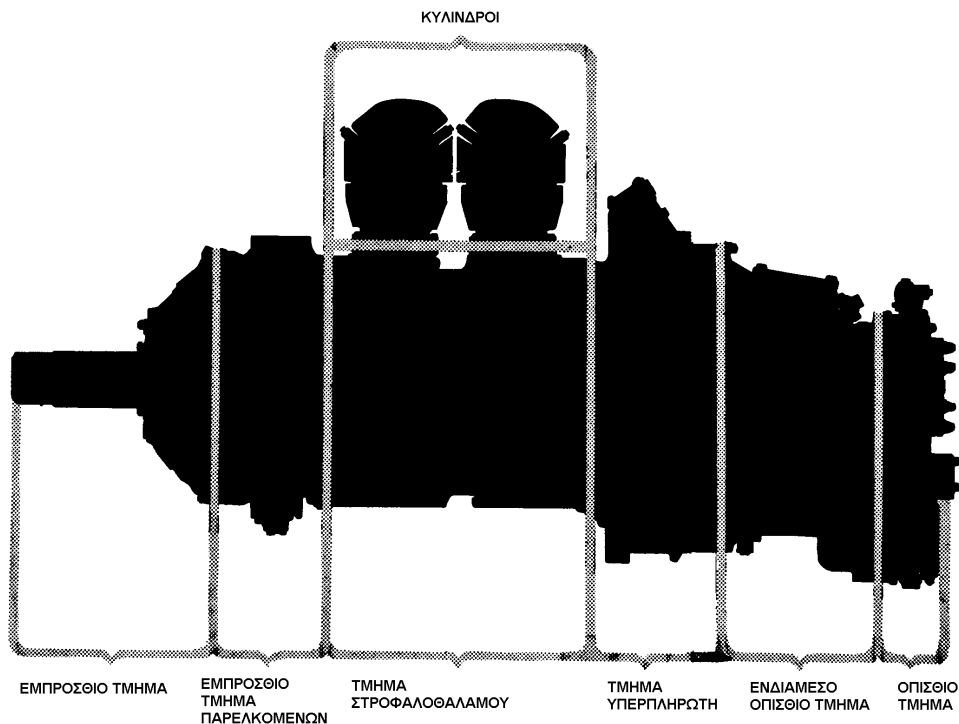 ΚΥΛΙΝΔΡΟΙ
ΕΜΠΡΟΣΘΙΟ ΤΜΗΜΑ
ΕΜΠΡΟΣΘΙΟ
ΤΜΗΜΑ
ΠΑΡΕΛΚΟΜΕΝΩΝ
ΤΜΗΜΑ
ΣΤΡΟΦΑΛΟΘΑΛΑΜΟΥ
ΤΜΗΜΑ
ΥΠΕΡΠΛΗΡΩΤΗ
ΕΝΔΙΑΜΕΣΟ
ΟΠΙΣΘΙΟ ΤΜΗΜΑ
ΟΠΙΣΘΙΟ
ΤΜΗΜΑ